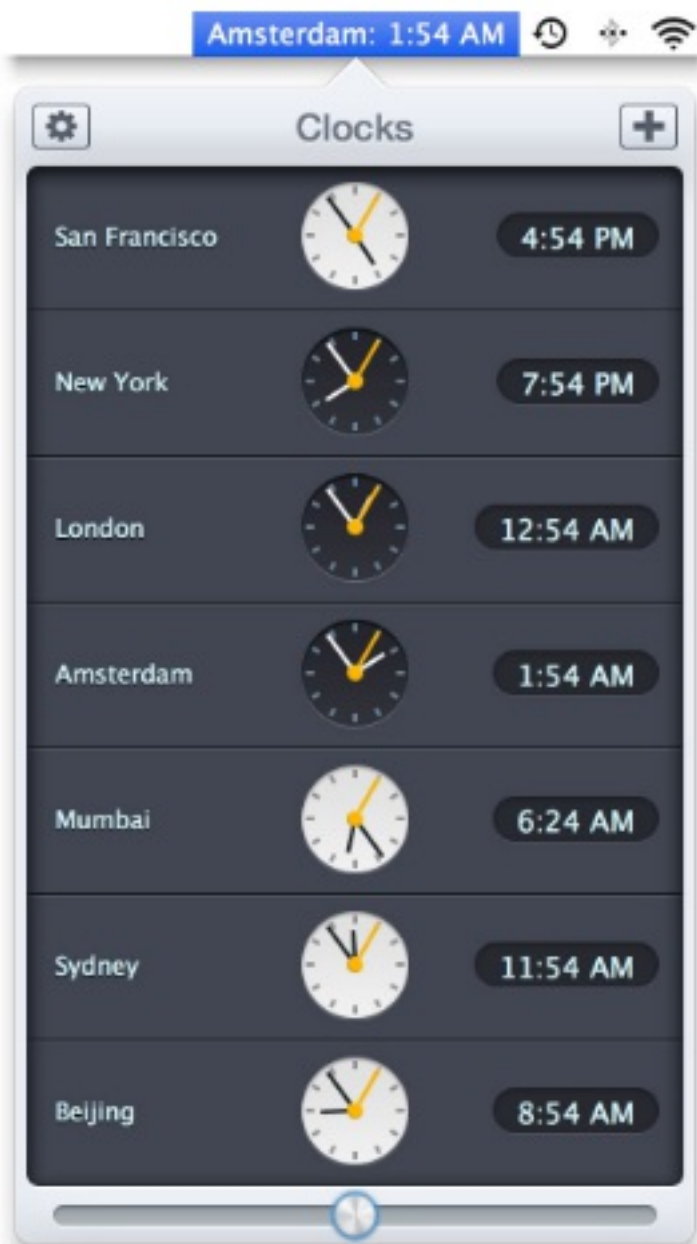 Amsterdam: 1:54 AM
Clocks
San Francisco 4:54 PM
New York 7:54 PM
London 12:54 AM
Amsterdam 1:54 AM
Mumbai 6:24 AM
Sydney 11:54 AM
Beijing 8:54 AM